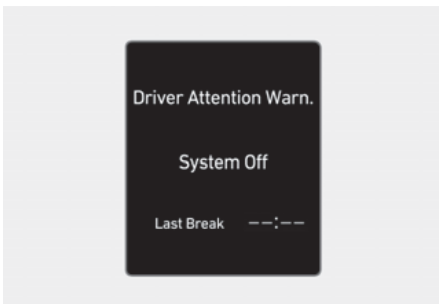 Driver Attention Warn.
System Off
Last Break --:--